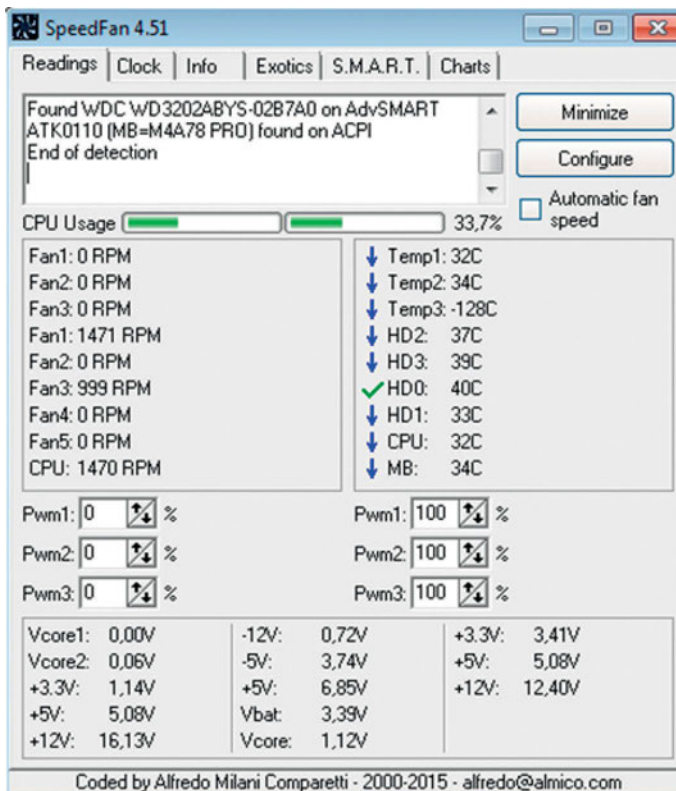 SpeedFan 4.51
Readings Clock Info Exotics S.M.A.R.T. Charts
Found WDC WD3202ABYS-02B7A0 on AdvSMART
ATK0110 (MB=M4A78 PRO) found on ACPI
End of detection
Minimize
Configure
Automatic fan
speed
CPU Usage 33,7%
Fan1: 0 RPM
Fan2: 0 RPM
Fan3: 0 RPM
Fan1: 1471 RPM
Fan2: 0 RPM
Fan3: 999 RPM
Fan4: 0 RPM
Fan5: 0 RPM
CPU: 1470 RPM
Temp1: 32C
Temp2: 34C
Temp3: -128C
HD2: 37C
HD3: 39C
HD0: 40C
HD1: 33C
CPU: 32C
MB: 34C
Pwm1: 0 %
Pwm2: 0 %
Pwm3: 0 %
Pwm1: 100 %
Pwm2: 100 %
Pwm3: 100 %
Vcore1: 0,00V
Vcore2: 0,06V
+3.3V: 1,14V
+5V: 5,08V
+12V: 16,13V
-12V: 0,72V
-5V: 3,74V
+5V: 6,85V
Vbat: 3,39V
Vcore: 1,12V
+3.3V: 3,41V
+5V: 5,08V
+12V: 12,40V
Coded by Alfredo Milani Comparetti - 2000-2015 - alfredo@almico.com